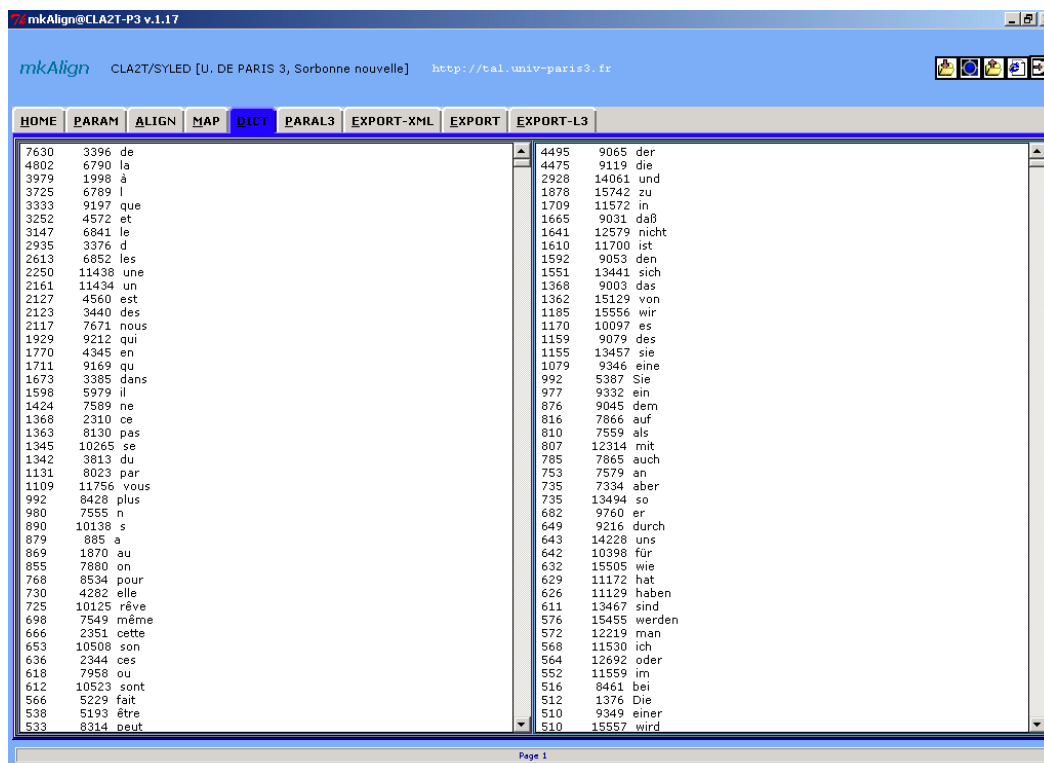 mkAlign@CLA2T-P3 v.1.17
mkAlign CLA2T/SYLED [U. DE PARIS 3, Sorbonne nouvelle] http://tal.univ-paris3.fr
HOME PARAM ALIGN MAP DICT PARAL3 EXPORT-XML EXPORT EXPORT-L3
7630 3396 de
4802 6790 la
3979 1998 à
3725 6789 l
3333 9197 que
3252 4572 et
3147 6841 le
2935 3376 d
2613 6852 les
2250 11438 une
2161 11434 un
2127 4560 est
2123 3440 des
2117 7671 nous
1929 9212 qui
1770 4345 en
1711 9169 qu
1673 3385 dans
1598 5979 il
1424 7589 ne
1368 2310 ce
1363 8130 pas
1345 10265 se
1342 3813 du
1131 8023 par
1109 11756 vous
992 8428 plus
980 7555 n
890 10138 s
879 885 a
869 1870 au
855 7880 on
768 8534 pour
730 4282 elle
725 10125 rêve
698 7549 même
666 2351 cette
653 10508 son
636 2344 ces
618 7958 ou
612 10523 sont
566 5229 fait
538 5193 être
533 8314 peut
4495 9065 der
4475 9119 die
2928 14061 und
1878 15742 zu
1709 11572 in
1665 9031 daß
1641 12579 nicht
1610 11700 ist
1592 9053 den
1551 13441 sich
1368 9003 das
1362 15129 von
1185 15556 wir
1170 10097 es
1159 9079 des
1155 13457 sie
1079 9346 eine
992 5387 Sie
977 9332 ein
876 9045 dem
816 7866 auf
810 7559 als
807 12314 mit
785 7865 auch
753 7579 an
735 7334 aber
735 13494 so
682 9760 er
649 9216 durch
643 14228 uns
642 10398 für
632 15505 wie
629 11172 hat
626 11129 haben
611 13467 sind
576 15455 werden
572 12219 man
568 11530 ich
564 12692 oder
552 11559 im
516 8461 bei
512 1376 Die
510 9349 einer
510 15557 wird
Page 1